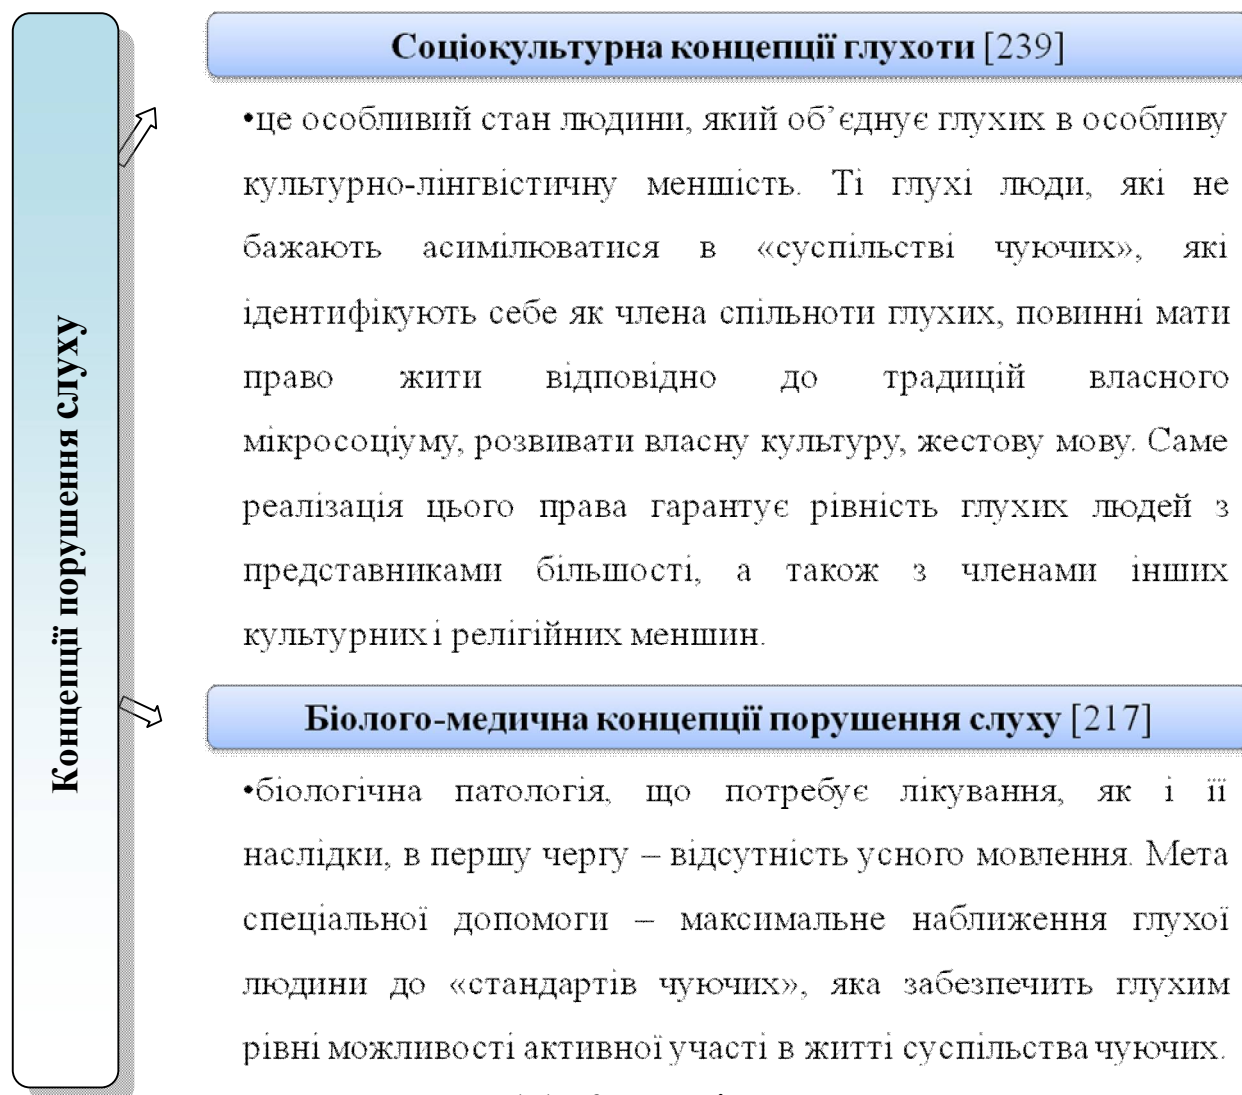 Концепції порушення слуху
Соціокультурна концепції глухоти [239]
•це особливий стан людини, який об’єднує глухих в особливу
культурно-лінгвістичну меншість. Ті глухі люди, які не
бажають асимілюватися в «суспільстві чуючих», які
ідентифікують себе як члена спільноти глухих, повинні мати
право жити відповідно до традицій власного
мікросоціуму, розвивати власну культуру, жестову мову. Саме
реалізація цього права гарантує рівність глухих людей з
представниками більшості, а також з членами інших
культурних і релігійних меншин.
Біолого-медична концепції порушення слуху [217]
•біологічна патологія, що потребує лікування, як і її
наслідки, в першу чергу – відсутність усного мовлення. Мета
спеціальної допомоги – максимальне наближення глухої
людини до «стандартів чуючих», яка забезпечить глухим
рівні можливості активної участі в житті суспільства чуючих.